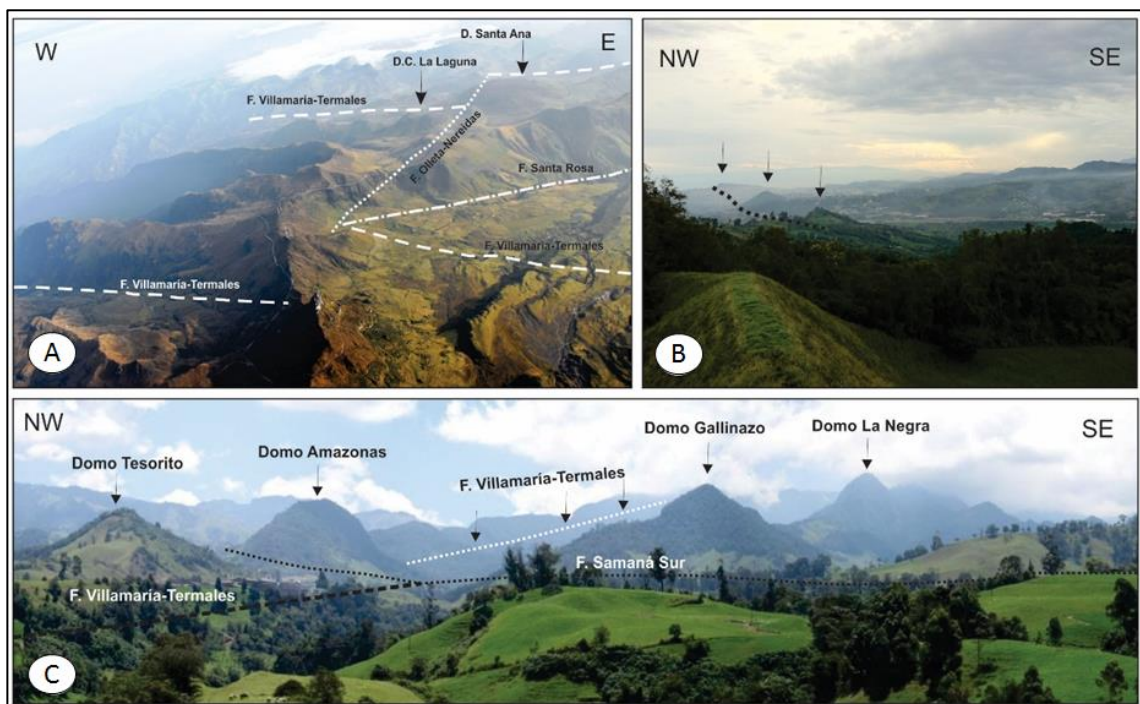 W
E
D. Santa Ana
D.C. La Laguna
F. Villamaría-Termales
F. Olleta-Nereidas
F. Santa Rosa
F. Villamaría-Termales
F. Villamaría-Termales
A
NW
SE
B
NW
SE
Domo Tesorito
Domo Amazonas
F. Villamaría-Termales
Domo Gallinazo
Domo La Negra
F. Samaná Sur
F. Villamaría-Termales
C